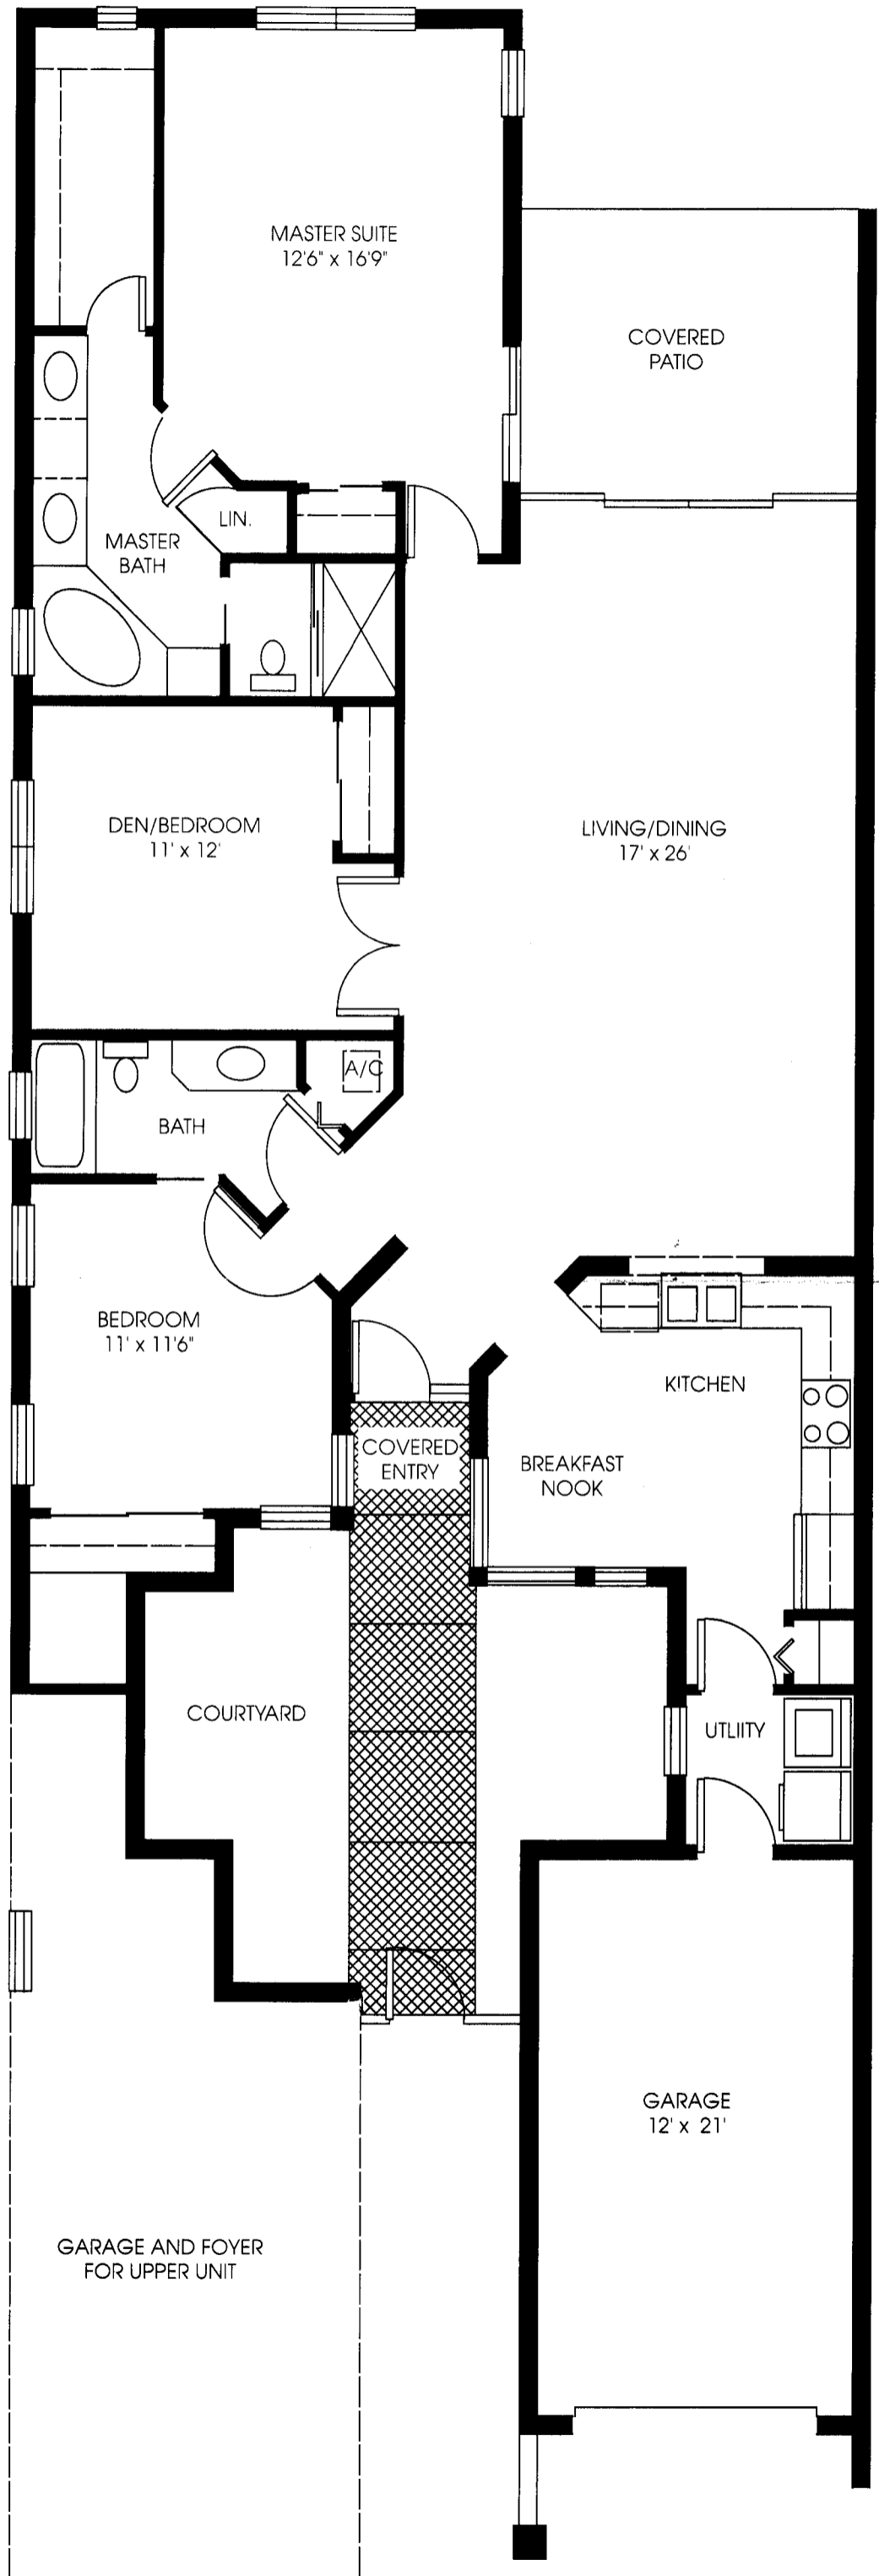 MASTER SUITE
12'6" x 16'9"
COVERED
PATIO
LIN.
MASTER
BATH
DEN/BEDROOM
11' x 12'
LIVING/DINING
17' x 26'
A/C
BATH
BEDROOM
11' x 11'6"
KITCHEN
COVERED
ENTRY
BREAKFAST
NOOK
COURTYARD
UTLIITY
GARAGE
12' x 21'
GARAGE AND FOYER
FOR UPPER UNIT